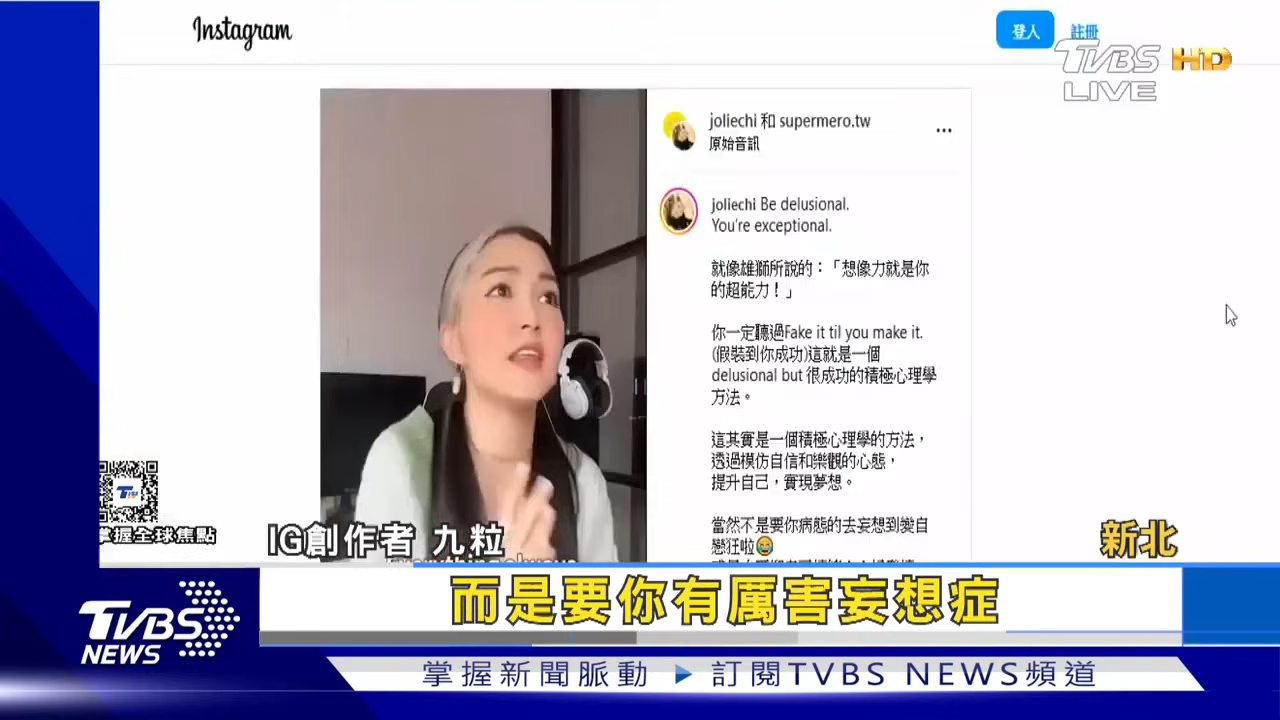 Instagram
登入
註冊
TVBS HD
LIVE
joliechi 和 supermero.tw
原始音訊
joliechi Be delusional.
You're exceptional.
就像雄獅所說的：「想像力就是你
的超能力！」
你一定聽過Fake it til you make it.
(假裝到你成功)這就是一個
delusional but 很成功的積極心理學
方法。
這其實是一個積極心理學的方法，
透過模仿自信和樂觀的心態，
提升自己，實現夢想。
當然不是要你病態的去妄想到變自
戀狂啦😂
掌握全球焦點
IG創作者 九粒
新北
而是要你有厲害妄想症
TVBS
NEWS
掌握新聞脈動 ▶ 訂閱TVBS NEWS頻道